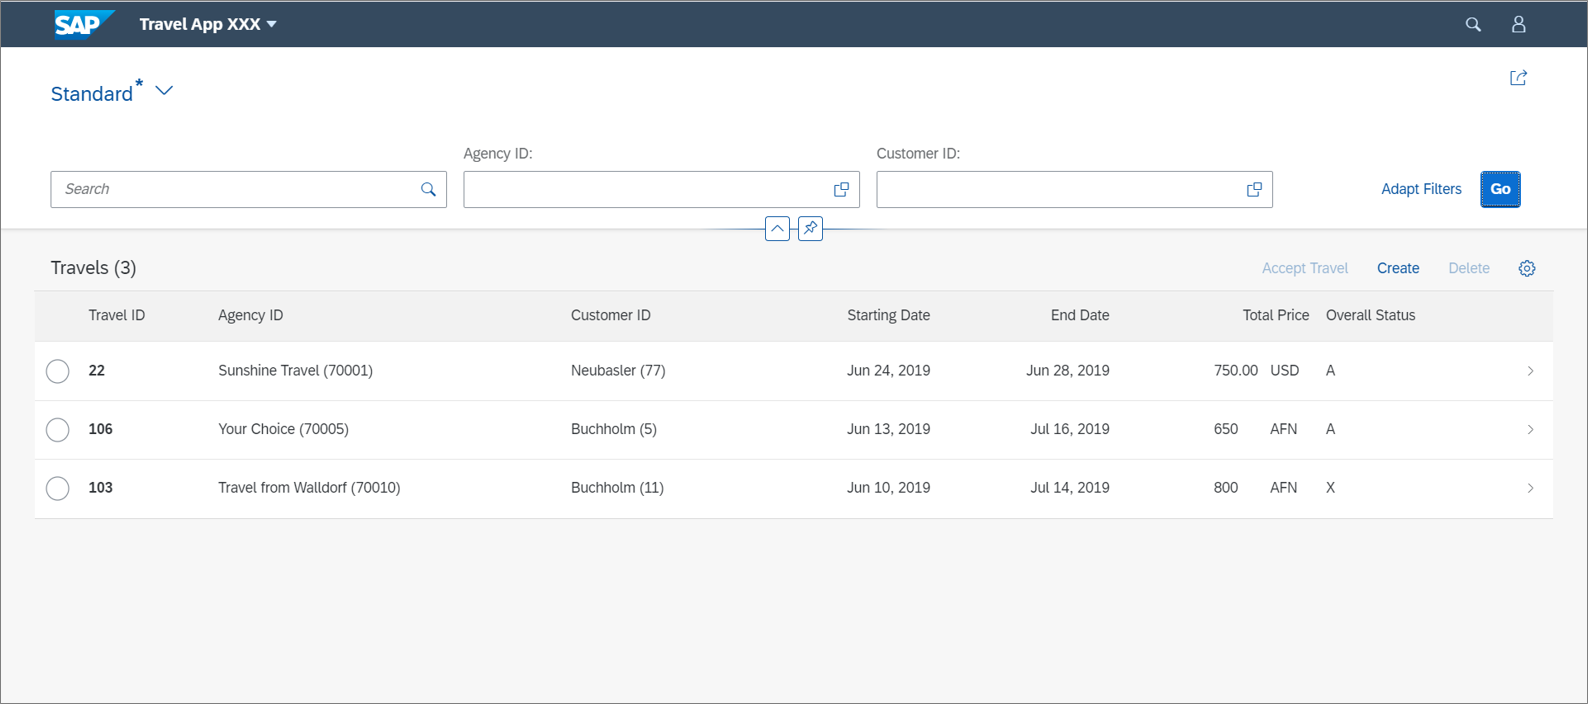 SAP Travel App XXX
Standard*
Agency ID: Customer ID:
Search Adapt Filters Go
Travels (3) Accept Travel Create Delete
Travel ID Agency ID Customer ID Starting Date End Date Total Price Overall Status
22 Sunshine Travel (70001) Neubasler (77) Jun 24, 2019 Jun 28, 2019 750.00 USD A
106 Your Choice (70005) Buchholm (5) Jun 13, 2019 Jul 16, 2019 650 AFN A
103 Travel from Walldorf (70010) Buchholm (11) Jun 10, 2019 Jul 14, 2019 800 AFN X